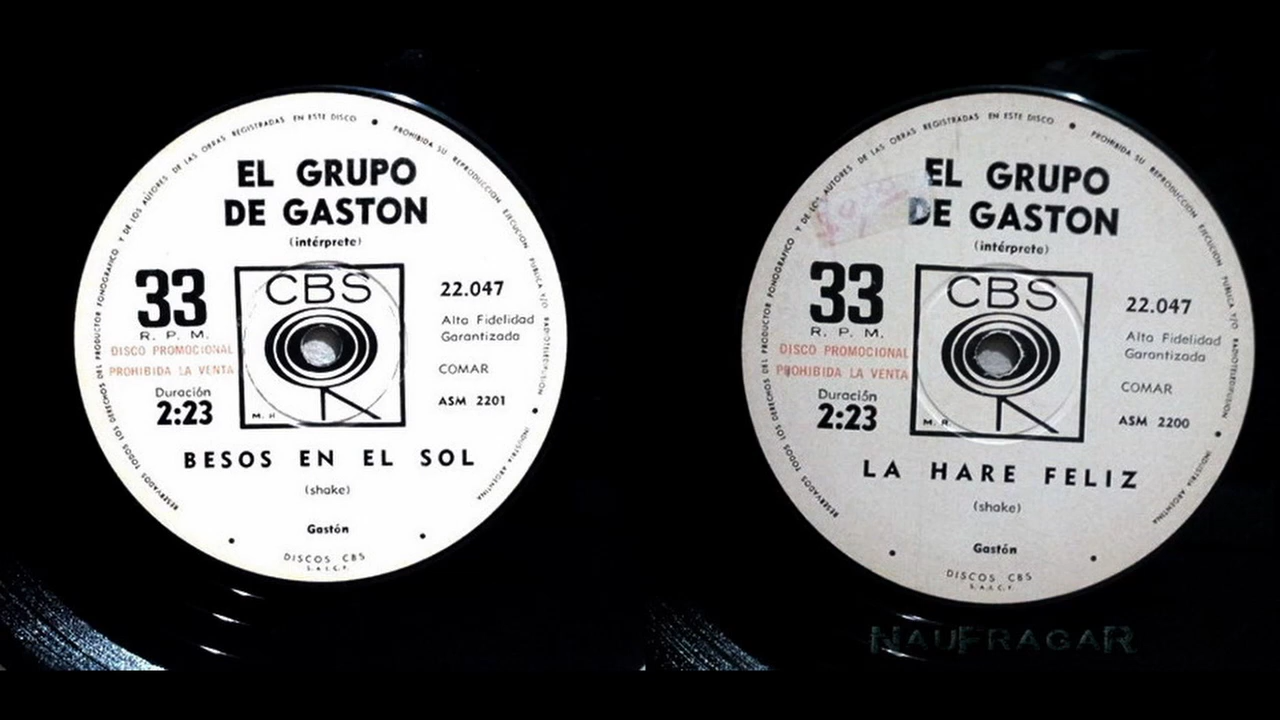 RESERVADOS TODOS LOS DERECHOS DEL PRODUCTOR FONOGRAFICO Y DE LOS AUTORES DE LAS OBRAS REGISTRADAS EN ESTE DISCO • PROHIBIDA SU REPRODUCCION EJECUCION PUBLICA Y/O RADIOTELEDIFUSION • INDUSTRIA ARGENTINA
EL GRUPO
DE GASTON
(intérprete)
33
R. P. M.
DISCO PROMOCIONAL
PROHIBIDA LA VENTA
Duración
2:23
CBS
M. R.
22.047
Alta Fidelidad
Garantizada
COMAR
ASM 2201
BESOS EN EL SOL
(shake)
Gastón
DISCOS CBS
S.A.I.C.F.
RESERVADOS TODOS LOS DERECHOS DEL PRODUCTOR FONOGRAFICO Y DE LOS AUTORES DE LAS OBRAS REGISTRADAS EN ESTE DISCO • PROHIBIDA SU REPRODUCCION EJECUCION PUBLICA Y/O RADIOTELEDIFUSION • INDUSTRIA ARGENTINA
EL GRUPO
DE GASTON
(intérprete)
33
R. P. M.
DISCO PROMOCIONAL
PROHIBIDA LA VENTA
Duración
2:23
CBS
M. R.
22.047
Alta Fidelidad
Garantizada
COMAR
ASM 2200
LA HARE FELIZ
(shake)
Gastón
DISCOS CBS
S.A.I.C.F.
NAUFRAGAR